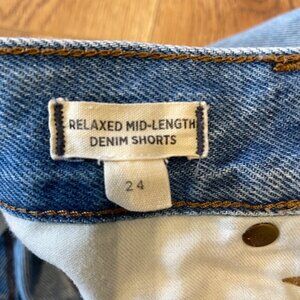 RELAXED MID-LENGTH
DENIM SHORTS
24